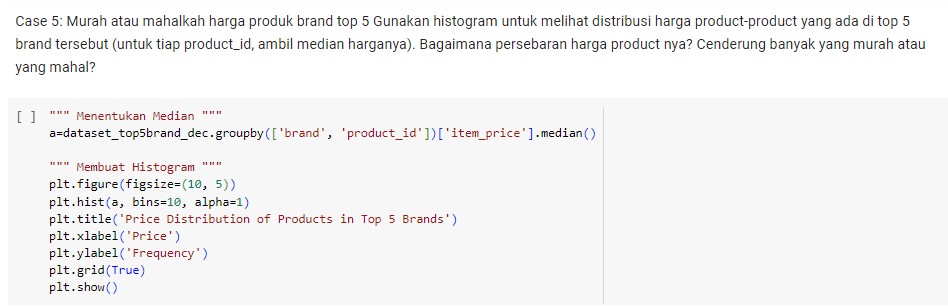 Case 5: Murah atau mahalkah harga produk brand top 5 Gunakan histogram untuk melihat distribusi harga product-product yang ada di top 5
brand tersebut (untuk tiap product_id, ambil median harganya). Bagaimana persebaran harga product nya? Cenderung banyak yang murah atau
yang mahal?
[ ] """ Menentukan Median """
a=dataset_top5brand_dec.groupby(['brand', 'product_id'])['item_price'].median()
""" Membuat Histogram """
plt.figure(figsize=(10, 5))
plt.hist(a, bins=10, alpha=1)
plt.title('Price Distribution of Products in Top 5 Brands')
plt.xlabel('Price')
plt.ylabel('Frequency')
plt.grid(True)
plt.show()